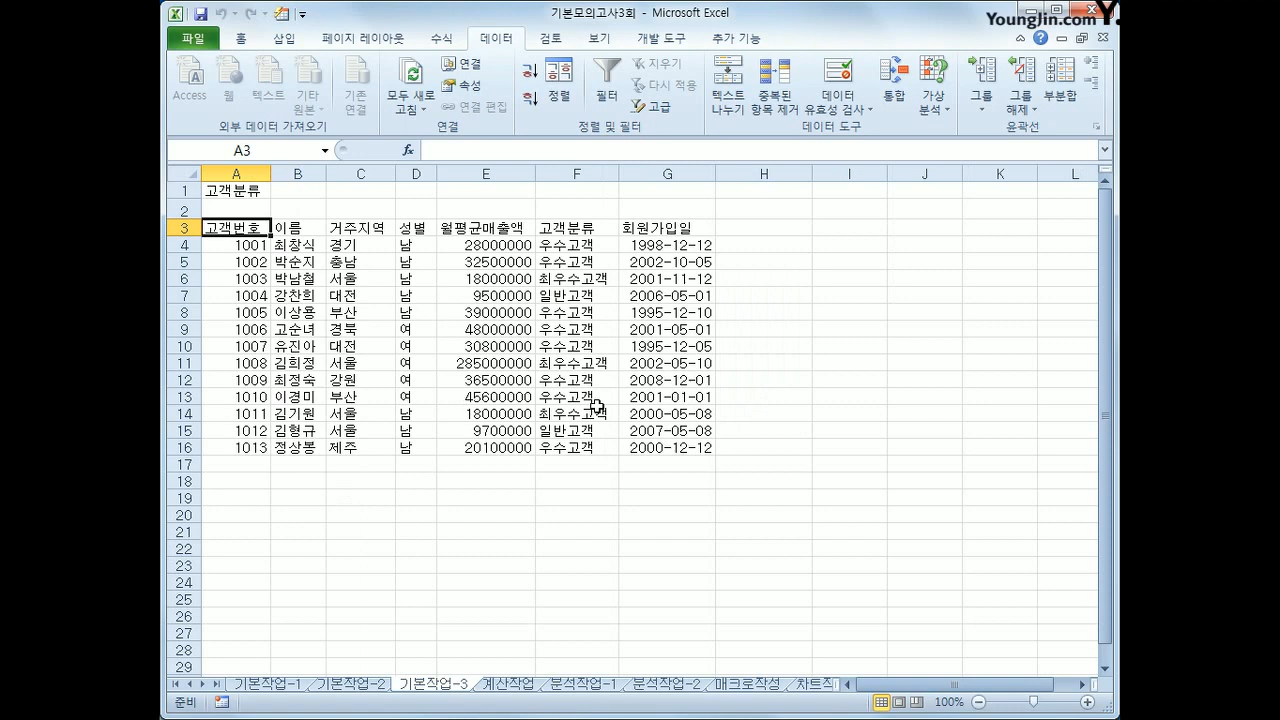 기본모의고사3회 - Microsoft Excel
YoungJin.com Y.
파일 홈 삽입 페이지 레이아웃 수식 데이터 검토 보기 개발 도구 추가 기능
Access 웹 텍스트 기타 원본 기존 연결
외부 데이터 가져오기
모두 새로 고침 연결 속성 연결 편집
연결
정렬 필터 지우기 다시 적용 고급
정렬 및 필터
텍스트 나누기 중복된 항목 제거 데이터 유효성 검사 통합 가상 분석
데이터 도구
그룹 그룹 해제 부분합
윤곽선
A3 fx
A B C D E F G H I J K L
1 고객분류
2
3 고객번호 이름 거주지역 성별 월평균매출액 고객분류 회원가입일
4 1001 최창식 경기 남 28000000 우수고객 1998-12-12
5 1002 박순지 충남 남 32500000 우수고객 2002-10-05
6 1003 박남철 서울 남 18000000 최우수고객 2001-11-12
7 1004 강찬희 대전 남 9500000 일반고객 2006-05-01
8 1005 이상용 부산 남 39000000 우수고객 1995-12-10
9 1006 고순녀 경북 여 48000000 우수고객 2001-05-01
10 1007 유진아 대전 여 30800000 우수고객 1995-12-05
11 1008 김희정 서울 여 285000000 최우수고객 2002-05-10
12 1009 최정숙 강원 여 36500000 우수고객 2008-12-01
13 1010 이경미 부산 여 45600000 우수고객 2001-01-01
14 1011 김기원 서울 남 18000000 최우수고객 2000-05-08
15 1012 김형규 서울 남 9700000 일반고객 2007-05-08
16 1013 정상봉 제주 남 20100000 우수고객 2000-12-12
17
18
19
20
21
22
23
24
25
26
27
28
29
기본작업-1 기본작업-2 기본작업-3 계산작업 분석작업-1 분석작업-2 매크로작성 차트작
준비 100%